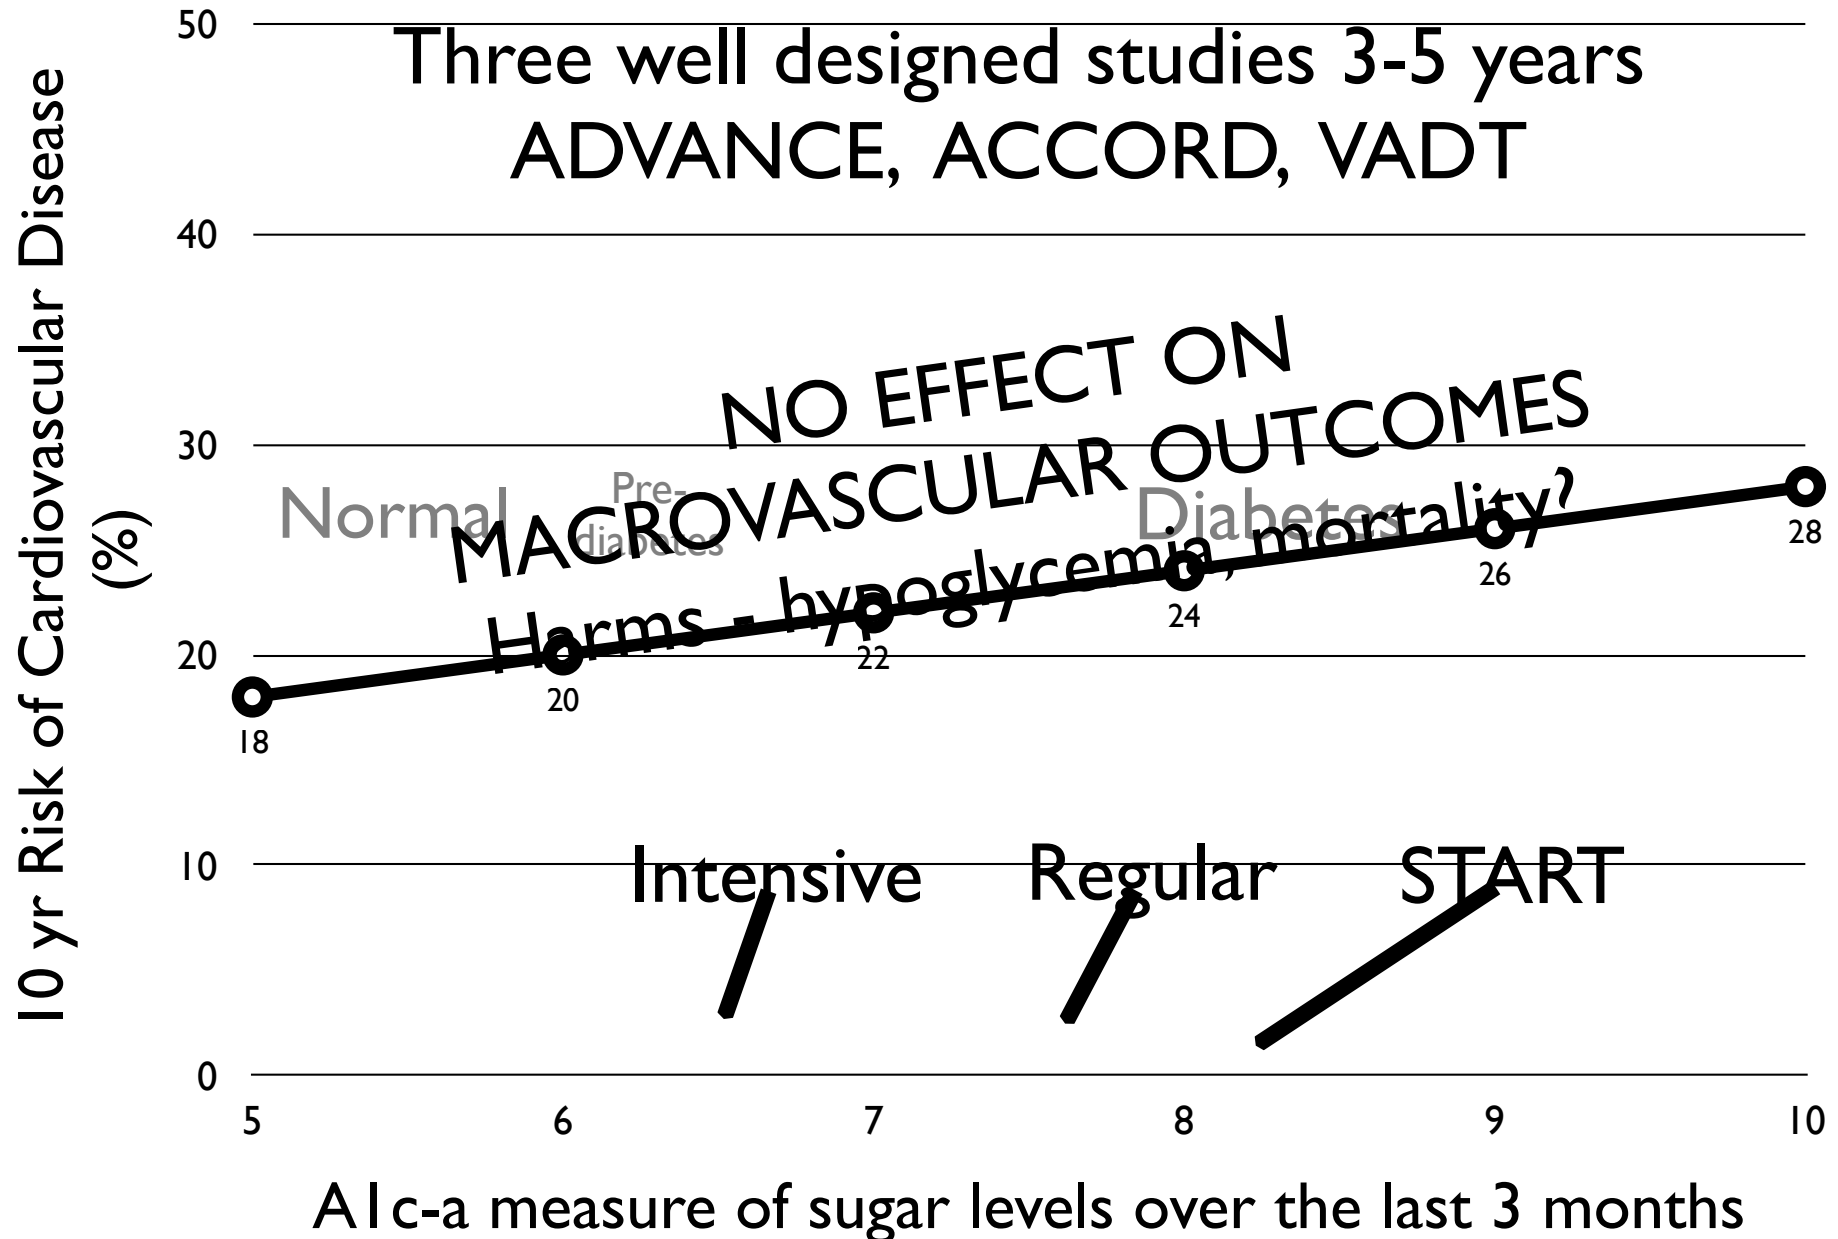 50
Three well designed studies 3-5 years
ADVANCE, ACCORD, VADT
40
NO EFFECT ON
MACROVASCULAR OUTCOMES
Harms - hypoglycemia, mortality?
30
Normal
Pre-
diabetes
Diabetes
20
18
20
22
24
26
28
10
Intensive
Regular
START
0
5 6 7 8 9 10
A1c-a measure of sugar levels over the last 3 months
10 yr Risk of Cardiovascular Disease
(%)